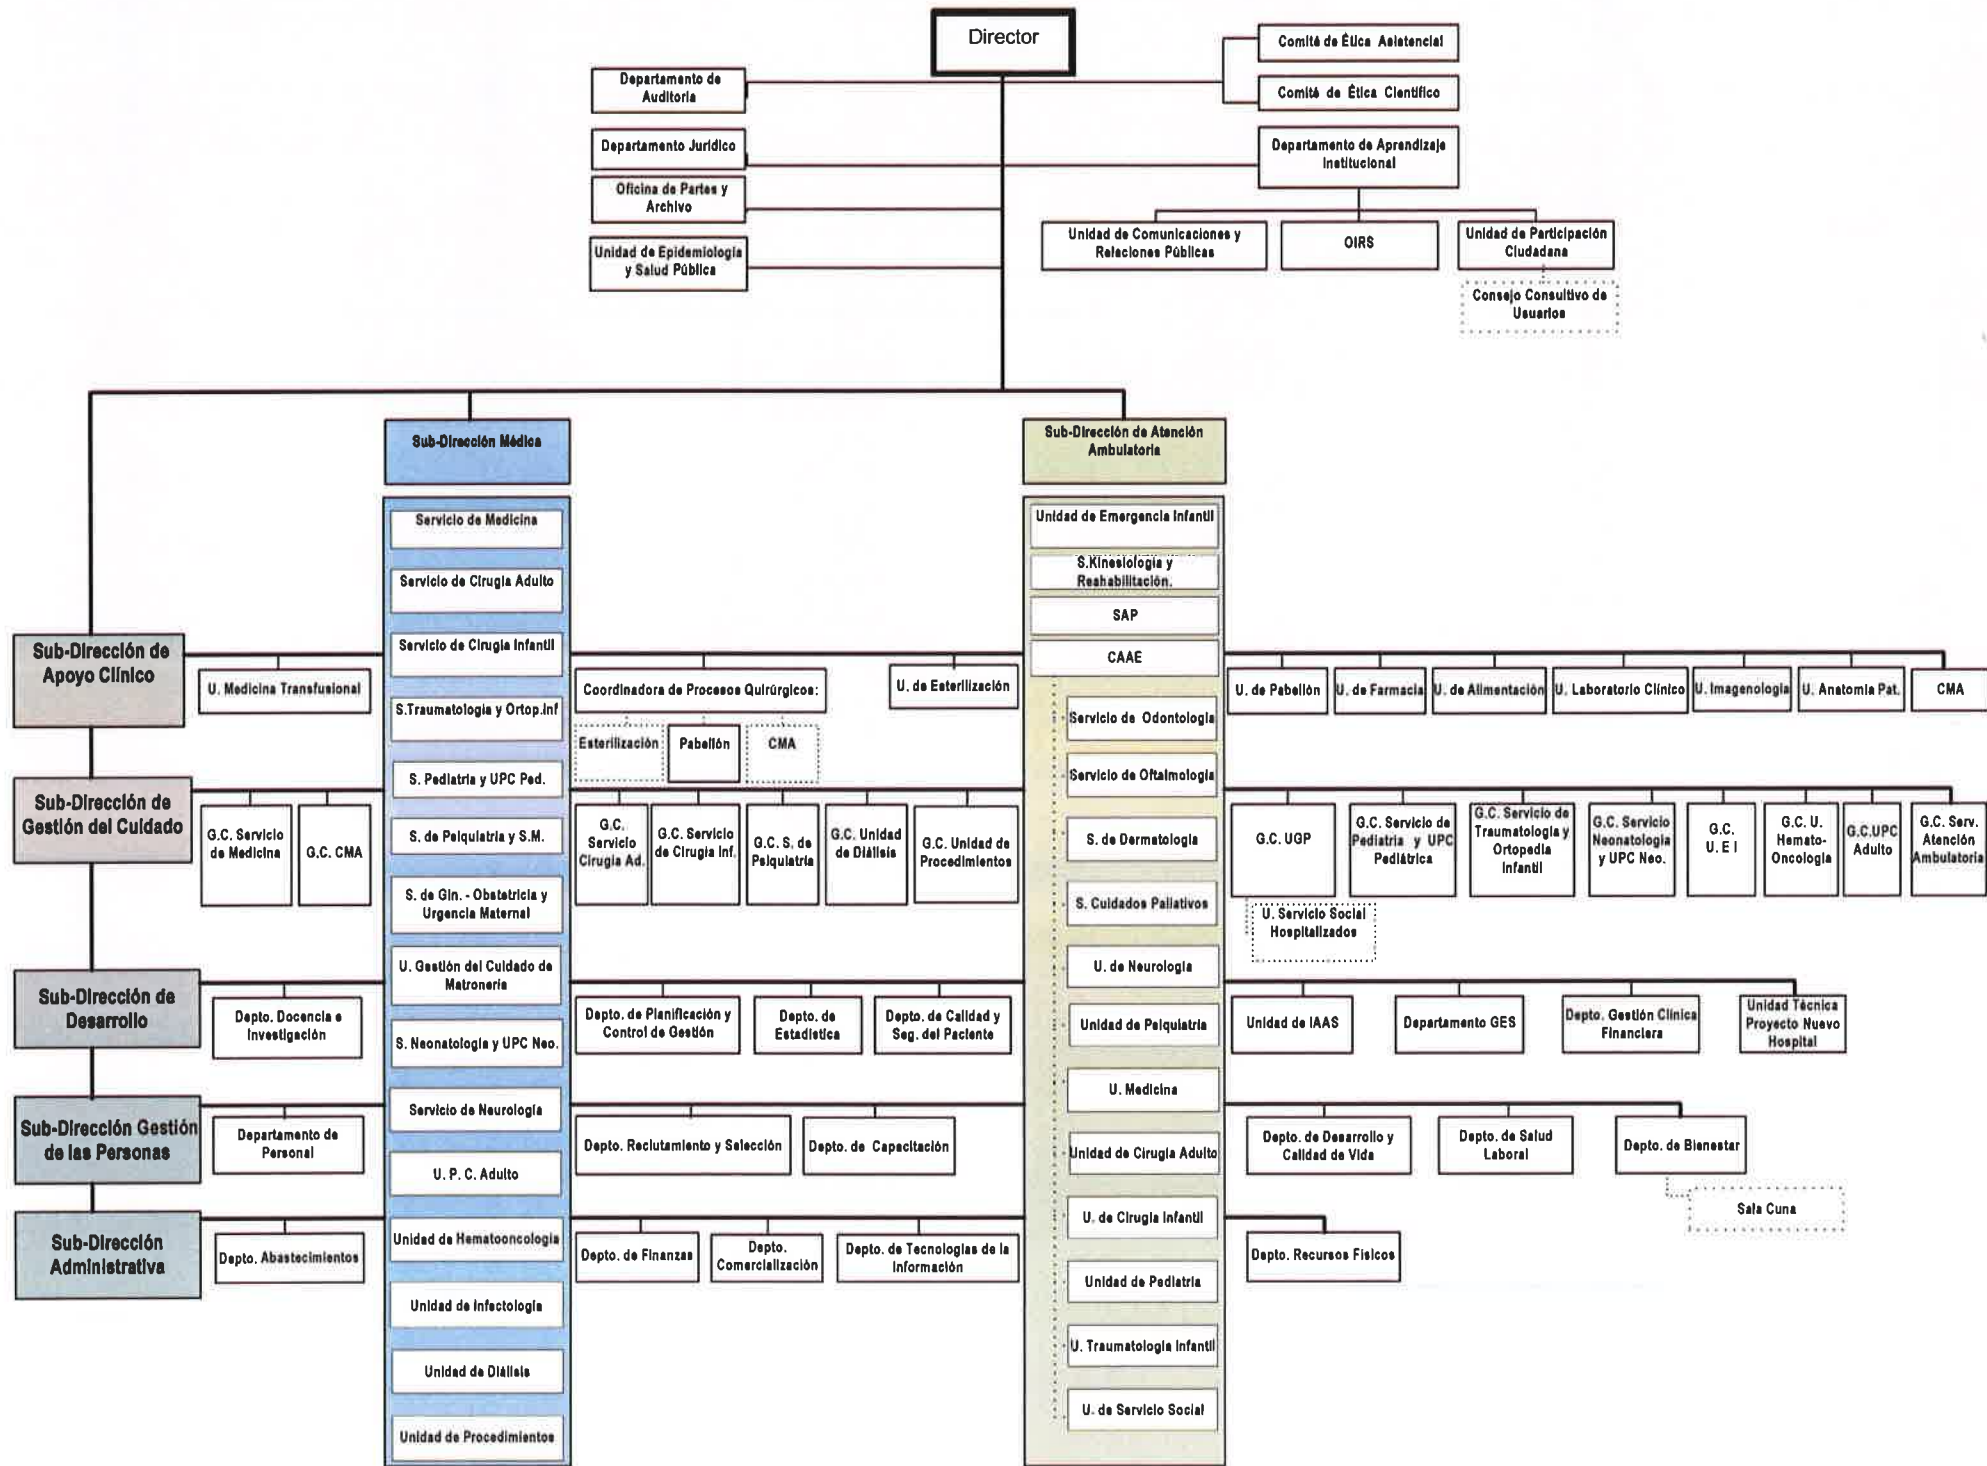 Director
Comité de Ética Asistencial
Comité de Ética Científico
Departamento de
Auditoria
Departamento Jurídico
Departamento de Aprendizaje
Institucional
Oficina de Partes y
Archivo
Unidad de Epidemiología
y Salud Pública
Unidad de Comunicaciones y
Relaciones Públicas
OIRS
Unidad de Participación
Ciudadana
Consejo Consultivo de
Usuarios
Sub-Dirección Médica
Servicio de Medicina
Servicio de Cirugía Adulto
Servicio de Cirugía Infantil
S.Traumatología y Ortop.Inf
S. Pediatría y UPC Ped.
S. de Psiquiatría y S.M.
S. de Gin. - Obstetricia y
Urgencia Maternal
U. Gestión del Cuidado de
Matronería
S. Neonatología y UPC Neo.
Servicio de Neurología
U. P. C. Adulto
Unidad de Hematooncología
Unidad de Infectología
Unidad de Diálisis
Unidad de Procedimientos
Sub-Dirección de Atención
Ambulatoria
Unidad de Emergencia Infantil
S.Kinesiología y
Reahabilitación.
SAP
CAAE
Servicio de Odontología
Servicio de Oftalmología
S. de Dermatología
S. Cuidados Paliativos
U. de Neurología
Unidad de Psiquiatría
U. Medicina
Unidad de Cirugía Adulto
U. de Cirugía Infantil
Unidad de Pediatría
U. Traumatología Infantil
U. de Servicio Social
Sub-Dirección de
Apoyo Clínico
U. Medicina Transfusional
Coordinadora de Procesos Quirúrgicos:
Esterilización
Pabellón
CMA
U. de Esterilización
U. de Pabellón
U. de Farmacia
U. de Alimentación
U. Laboratorio Clínico
U. Imagenología
U. Anatomía Pat.
CMA
Sub-Dirección de
Gestión del Cuidado
G.C. Servicio
de Medicina
G.C. CMA
G.C.
Servicio
Cirugía Ad.
G.C. Servicio
de Cirugía Inf.
G.C. S. de
Psiquiatría
G.C. Unidad
de Diálisis
G.C. Unidad de
Procedimientos
G.C. UGP
U. Servicio Social
Hospitalizados
G.C. Servicio de
Pediatría y UPC
Pediátrica
G.C. Servicio de
Traumatología y
Ortopedia
Infantil
G.C. Servicio
Neonatología
y UPC Neo.
G.C.
U. E I
G.C. U.
Hemato-
Oncología
G.C.UPC
Adulto
G.C. Serv.
Atención
Ambulatoria
Sub-Dirección de
Desarrollo
Depto. Docencia e
Investigación
Depto. de Planificación y
Control de Gestión
Depto. de
Estadística
Depto. de Calidad y
Seg. del Paciente
Unidad de IAAS
Departamento GES
Depto. Gestión Clínica
Financiera
Unidad Técnica
Proyecto Nuevo
Hospital
Sub-Dirección Gestión
de las Personas
Departamento de
Personal
Depto. Reclutamiento y Selección
Depto. de Capacitación
Depto. de Desarrollo y
Calidad de Vida
Depto. de Salud
Laboral
Depto. de Bienestar
Sala Cuna
Sub-Dirección
Administrativa
Depto. Abastecimientos
Depto. de Finanzas
Depto.
Comercialización
Depto. de Tecnologías de la
Información
Depto. Recursos Físicos